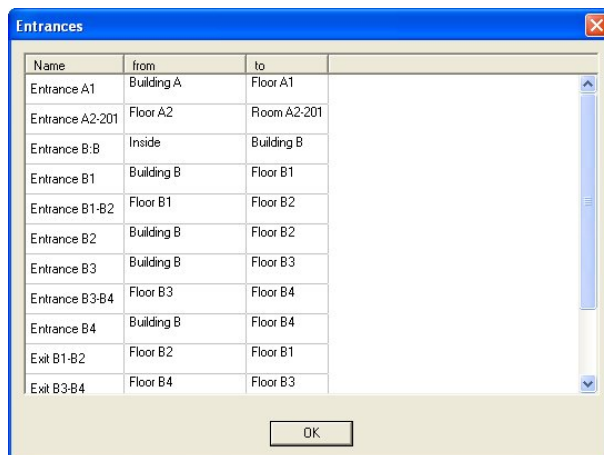 Entrances
Name from to
Entrance A1 Building A Floor A1
Entrance A2-201 Floor A2 Room A2-201
Entrance B:B Inside Building B
Entrance B1 Building B Floor B1
Entrance B1-B2 Floor B1 Floor B2
Entrance B2 Building B Floor B2
Entrance B3 Building B Floor B3
Entrance B3-B4 Floor B3 Floor B4
Entrance B4 Building B Floor B4
Exit B1-B2 Floor B2 Floor B1
Exit B3-B4 Floor B4 Floor B3
OK